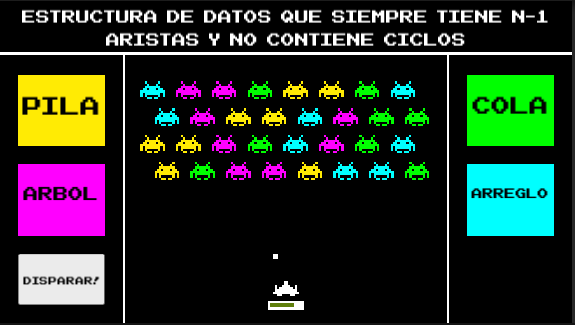 ESTRUCTURA DE DATOS QUE SIEMPRE TIENE N-1
ARISTAS Y NO CONTIENE CICLOS
PILA
COLA
ARBOL
ARREGLO
DISPARAR!